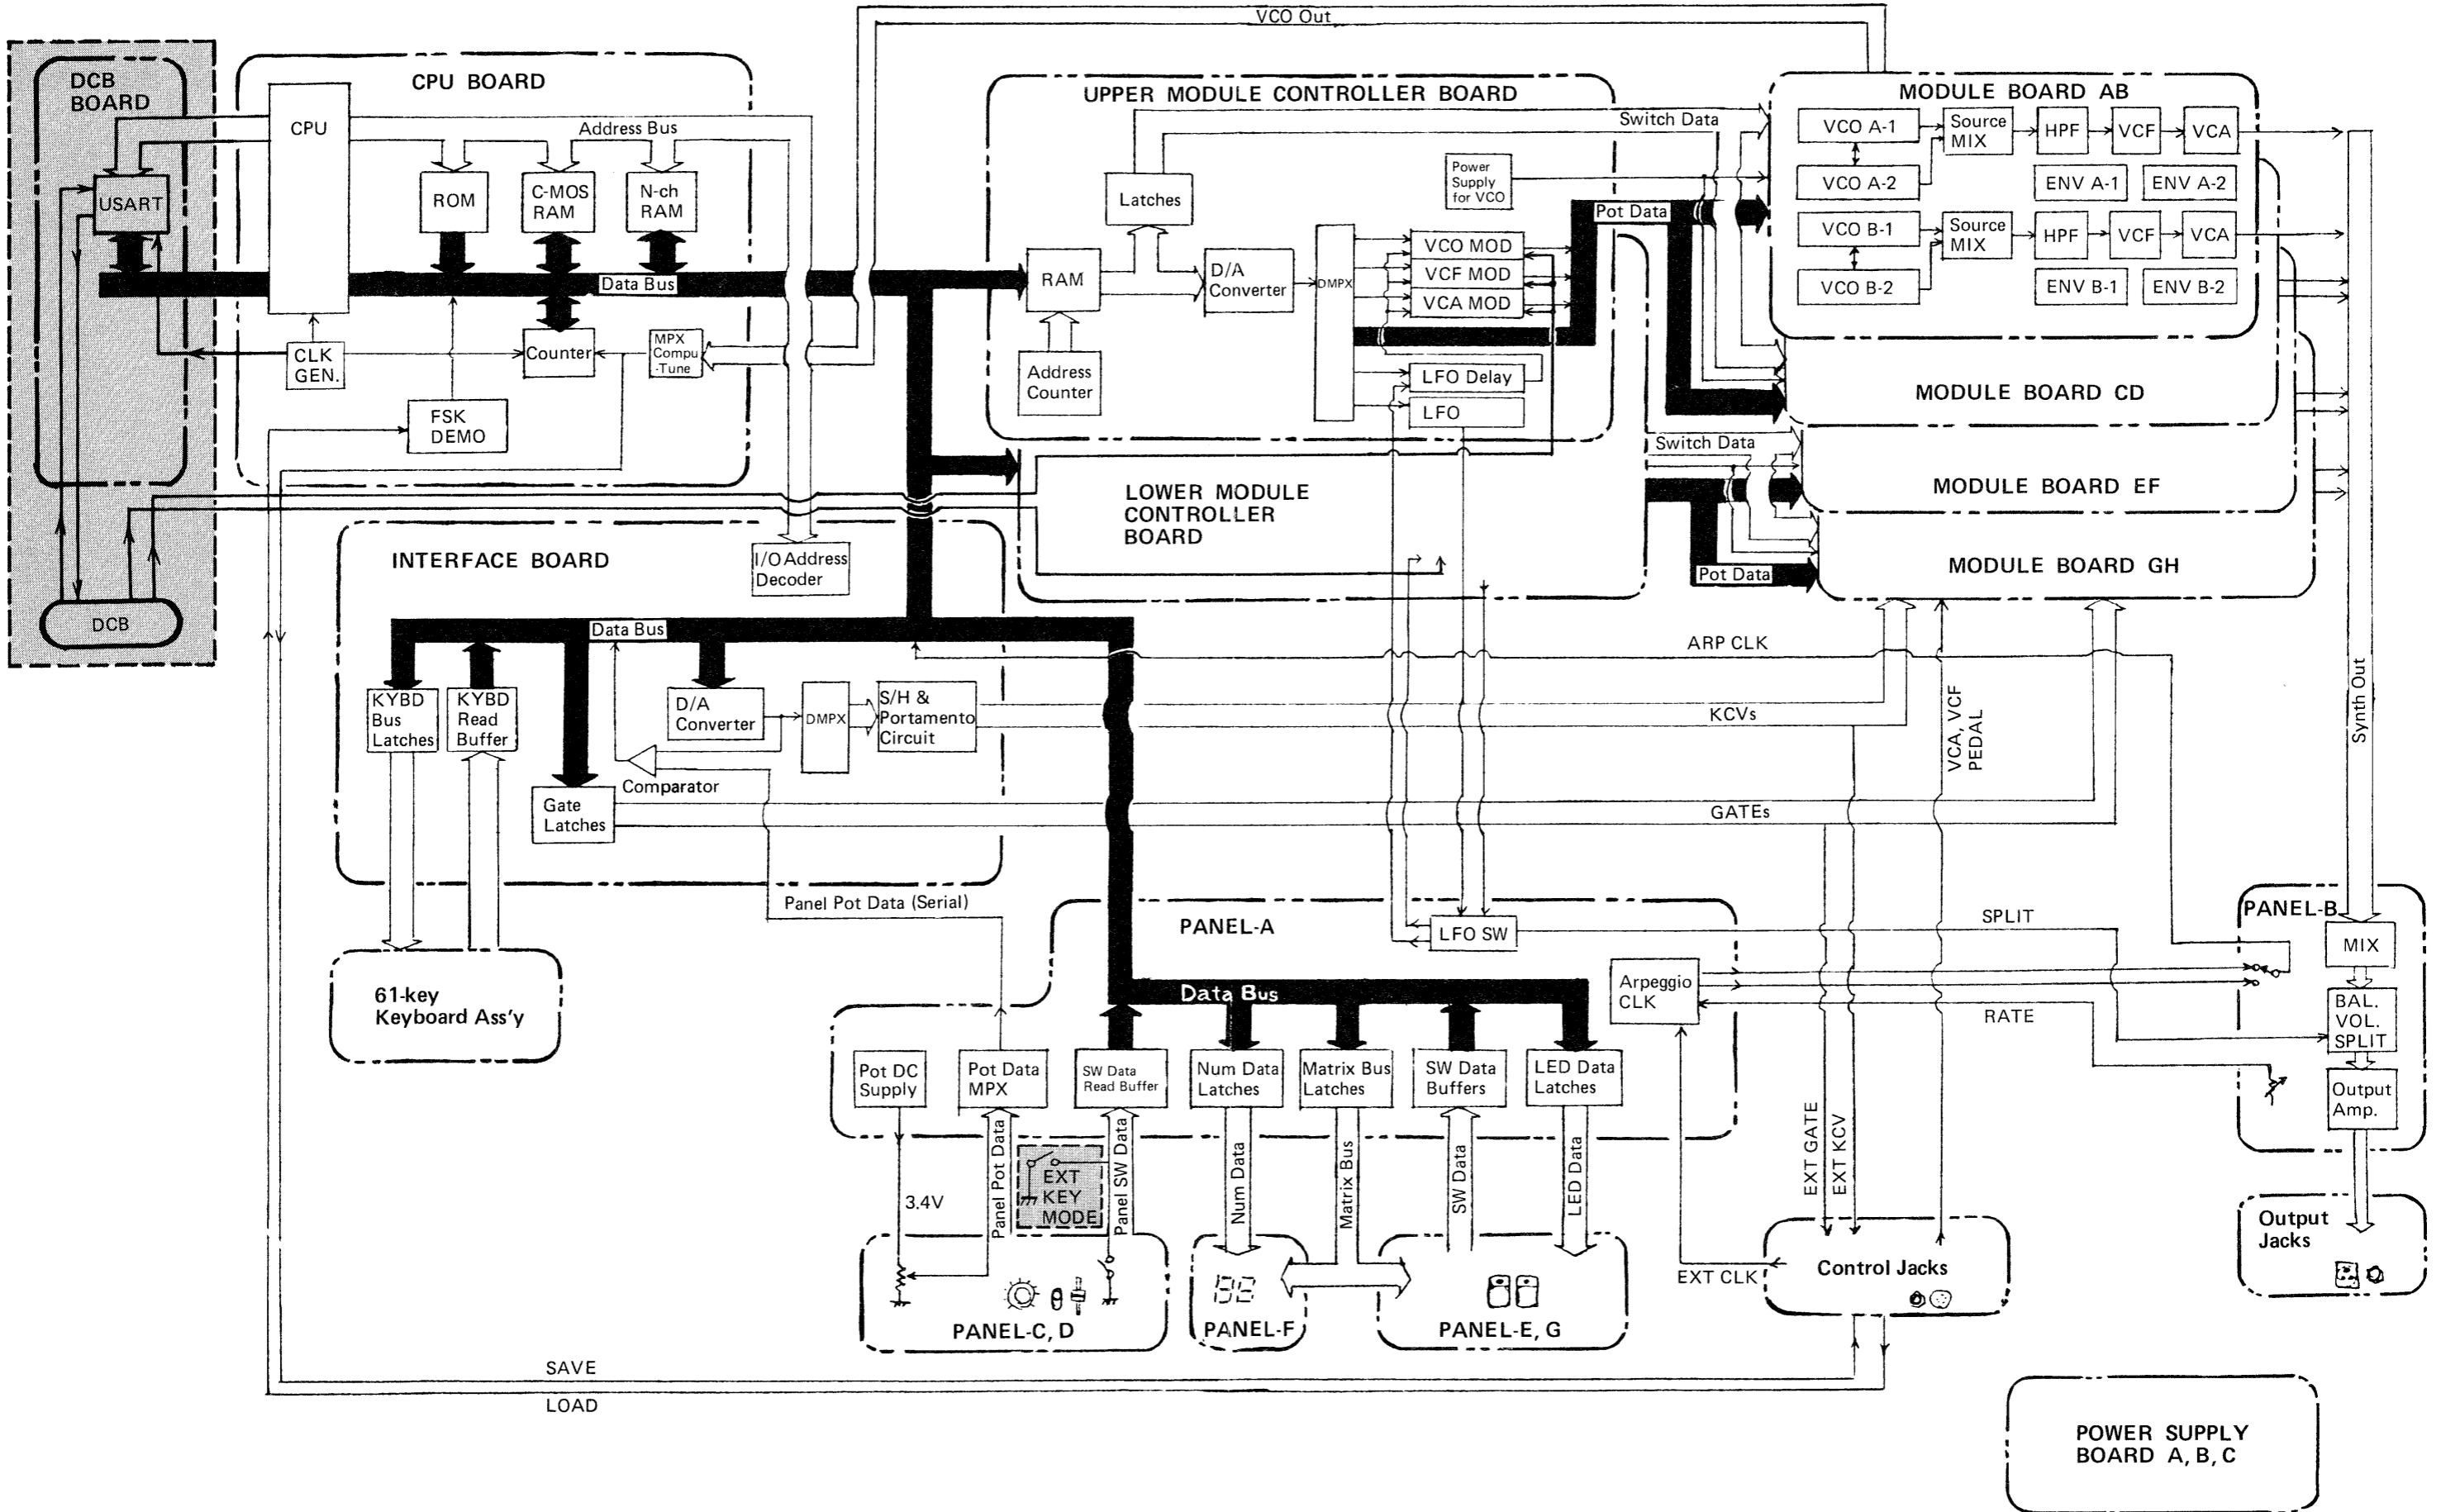 VCO Out
DCB
BOARD
USART
DCB
CPU BOARD
CPU
Address Bus
ROM
C-MOS
RAM
N-ch
RAM
Data Bus
CLK
GEN.
Counter
MPX
Compu
-Tune
FSK
DEMO
UPPER MODULE CONTROLLER BOARD
Switch Data
Power
Supply
for VCO
Latches
Pot Data
RAM
D/A
Converter
DMPX
VCO MOD
VCF MOD
VCA MOD
Address
Counter
LFO Delay
LFO
MODULE BOARD AB
VCO A-1
Source
MIX
HPF
VCF
VCA
VCO A-2
ENV A-1
ENV A-2
VCO B-1
Source
MIX
HPF
VCF
VCA
VCO B-2
ENV B-1
ENV B-2
MODULE BOARD CD
Switch Data
MODULE BOARD EF
MODULE BOARD GH
Pot Data
LOWER MODULE
CONTROLLER
BOARD
INTERFACE BOARD
I/O Address
Decoder
Data Bus
KYBD
Bus
Latches
KYBD
Read
Buffer
D/A
Converter
DMPX
S/H &
Portamento
Circuit
Comparator
Gate
Latches
ARP CLK
KCVs
GATEs
VCA, VCF
PEDAL
Synth Out
Panel Pot Data (Serial)
61-key
Keyboard Ass'y
PANEL-A
LFO SW
SPLIT
Data Bus
Arpeggio
CLK
RATE
Pot DC
Supply
Pot Data
MPX
SW Data
Read Buffer
Num Data
Latches
Matrix Bus
Latches
SW Data
Buffers
LED Data
Latches
PANEL-B
MIX
BAL.
VOL.
SPLIT
Output
Amp.
3.4V
Panel Pot Data
EXT
KEY
MODE
Panel SW Data
Num Data
Matrix Bus
SW Data
LED Data
EXT GATE
EXT KCV
PANEL-C, D
PANEL-F
PANEL-E, G
EXT CLK
Control Jacks
Output
Jacks
SAVE
LOAD
POWER SUPPLY
BOARD A, B, C